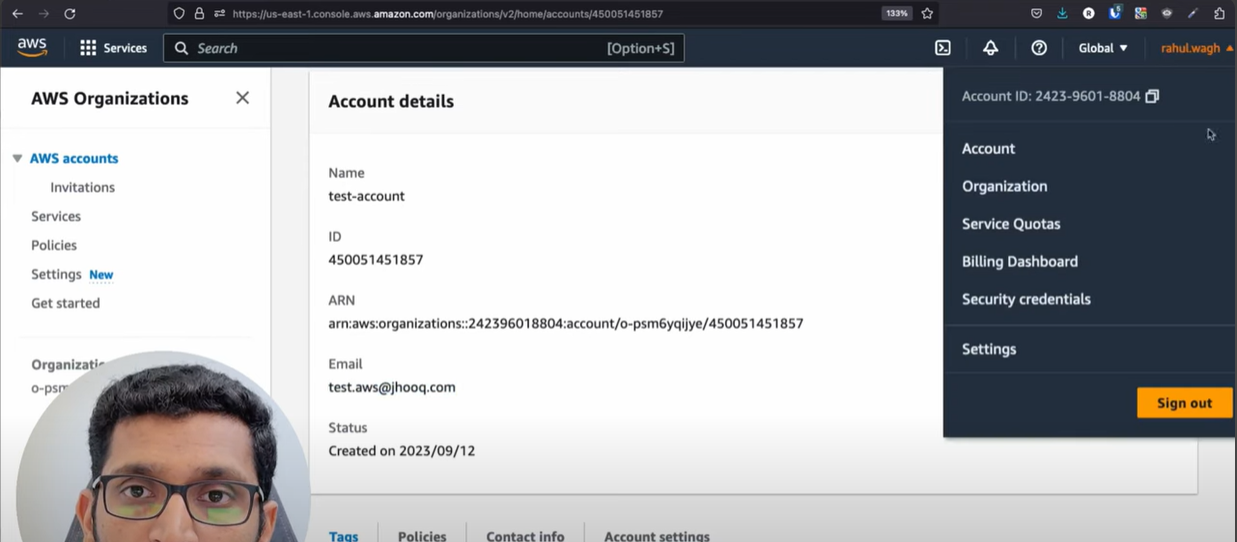 https://us-east-1.console.aws.amazon.com/organizations/v2/home/accounts/450051451857
133%
aws
Services
Search
[Option+S]
Global
rahul.wagh
AWS Organizations
AWS accounts
Invitations
Services
Policies
Settings New
Get started
o-psm
Account details
Name
test-account
ID
450051451857
ARN
arn:aws:organizations::242396018804:account/o-psm6yqijye/450051451857
Email
test.aws@jhooq.com
Status
Created on 2023/09/12
Tags
Policies
Contact info
Account settings
Account ID: 2423-9601-8804
Account
Organization
Service Quotas
Billing Dashboard
Security credentials
Settings
Sign out